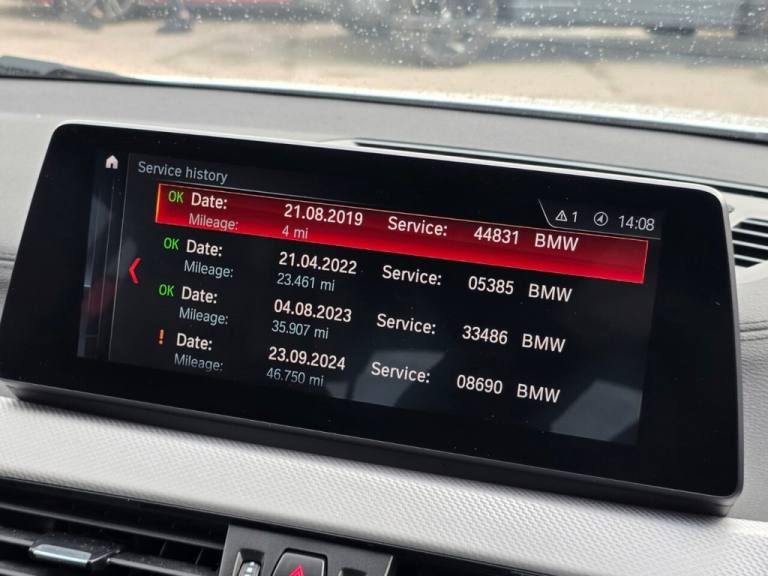 Service history
1 14:08
OK Date: 21.08.2019 Service: 44831 BMW
Mileage: 4 mi
OK Date: 21.04.2022 Service: 05385 BMW
Mileage: 23.461 mi
OK Date: 04.08.2023 Service: 33486 BMW
Mileage: 35.907 mi
! Date: 23.09.2024 Service: 08690 BMW
Mileage: 46.750 mi